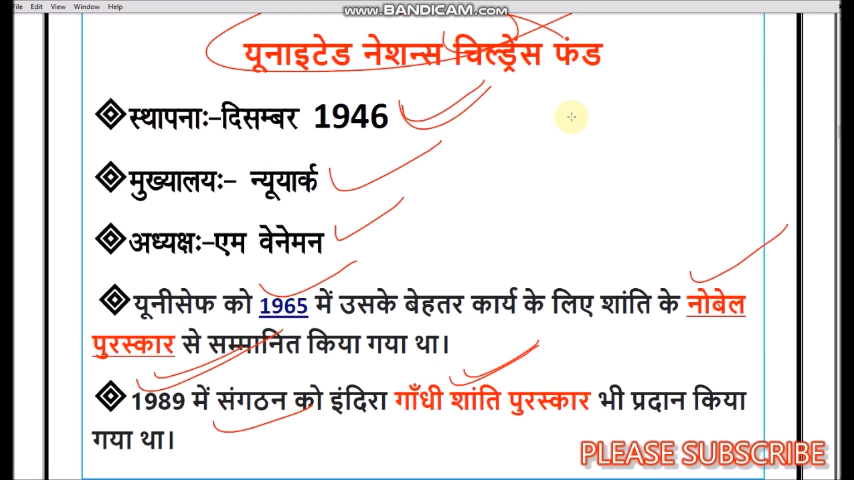 File Edit View Window Help
www.BANDICAM.com
यूनाइटेड नेशन्स चिल्ड्रेंस फंड
स्थापनाः-दिसम्बर 1946
मुख्यालयः- न्यूयार्क
अध्यक्षः-एम वेनेमन
यूनीसेफ को 1965 में उसके बेहतर कार्य के लिए शांति के नोबेल
पुरस्कार से सम्मानित किया गया था।
1989 में संगठन को इंदिरा गाँधी शांति पुरस्कार भी प्रदान किया
गया था।
PLEASE SUBSCRIBE